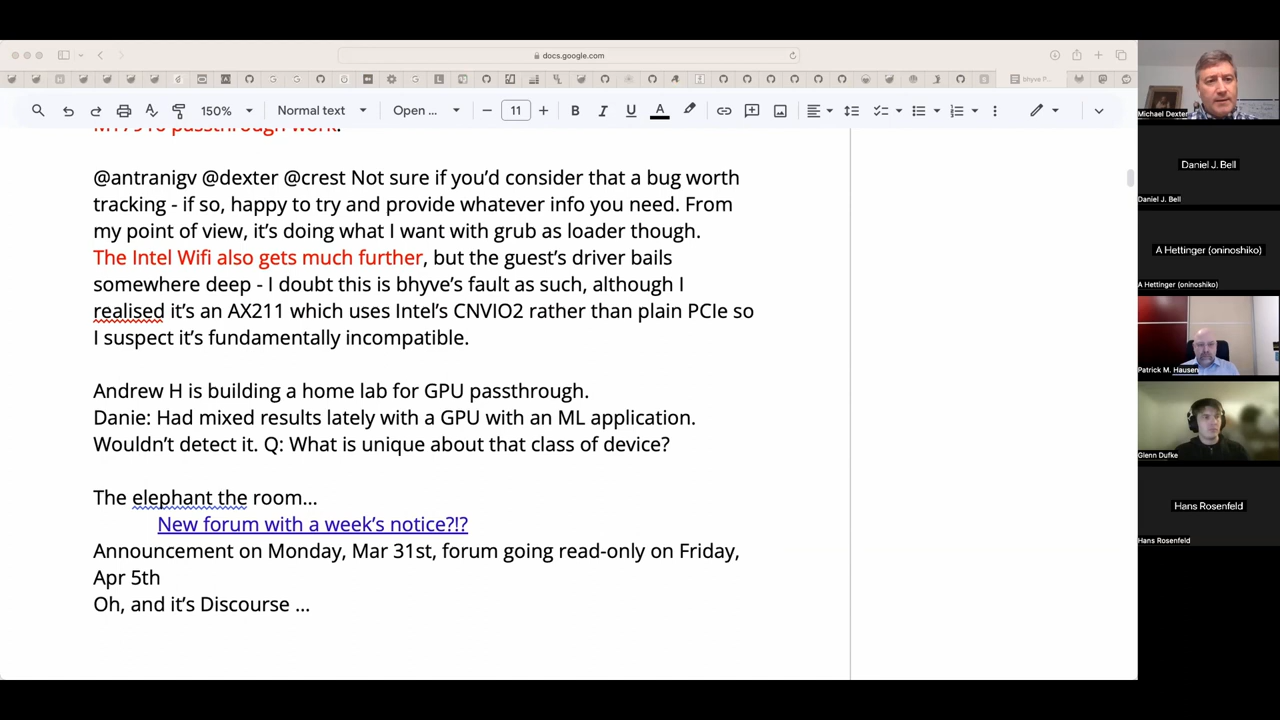 docs.google.com
bhyve P...
150%
Normal text
Open ...
11
MT7916 passthrough work.
@antranigv @dexter @crest Not sure if you'd consider that a bug worth
tracking - if so, happy to try and provide whatever info you need. From
my point of view, it's doing what I want with grub as loader though.
The Intel Wifi also gets much further, but the guest's driver bails
somewhere deep - I doubt this is bhyve's fault as such, although I
realised it's an AX211 which uses Intel's CNVIO2 rather than plain PCIe so
I suspect it's fundamentally incompatible.
Andrew H is building a home lab for GPU passthrough.
Danie: Had mixed results lately with a GPU with an ML application.
Wouldn't detect it. Q: What is unique about that class of device?
The elephant the room...
New forum with a week's notice?!?
Announcement on Monday, Mar 31st, forum going read-only on Friday,
Apr 5th
Oh, and it's Discourse ...
Michael Dexter
Daniel J. Bell
Daniel J. Bell
A Hettinger (oninoshiko)
A Hettinger (oninoshiko)
Patrick M. Hausen
Glenn Dufke
Hans Rosenfeld
Hans Rosenfeld